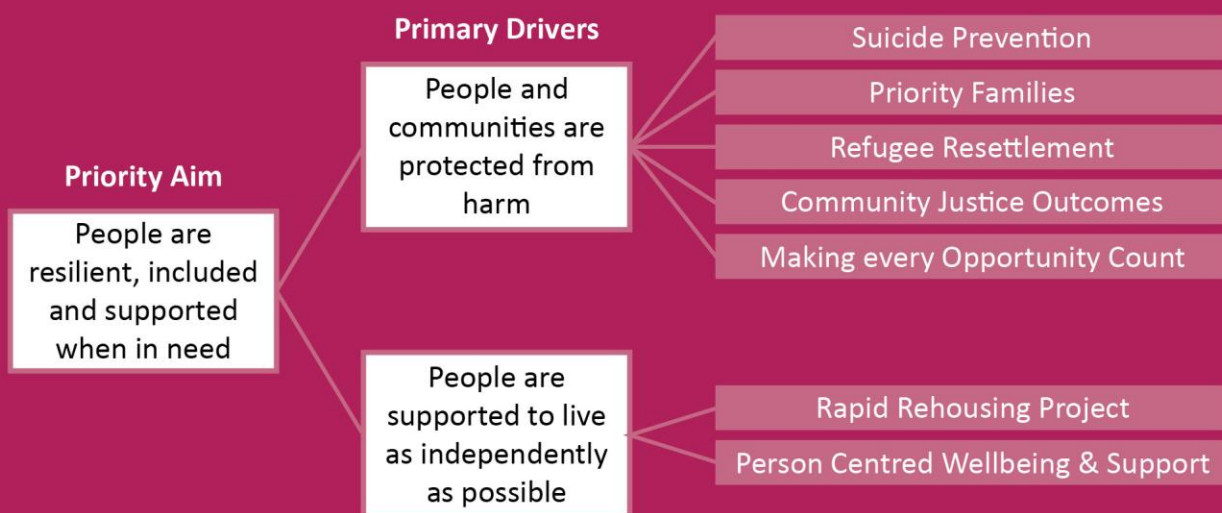 Priority Aim
People are
resilient, included
and supported
when in need
Primary Drivers
People and
communities are
protected from
harm
People are
supported to live
as independently
as possible
Suicide Prevention
Priority Families
Refugee Resettlement
Community Justice Outcomes
Making every Opportunity Count
Rapid Rehousing Project
Person Centred Wellbeing & Support